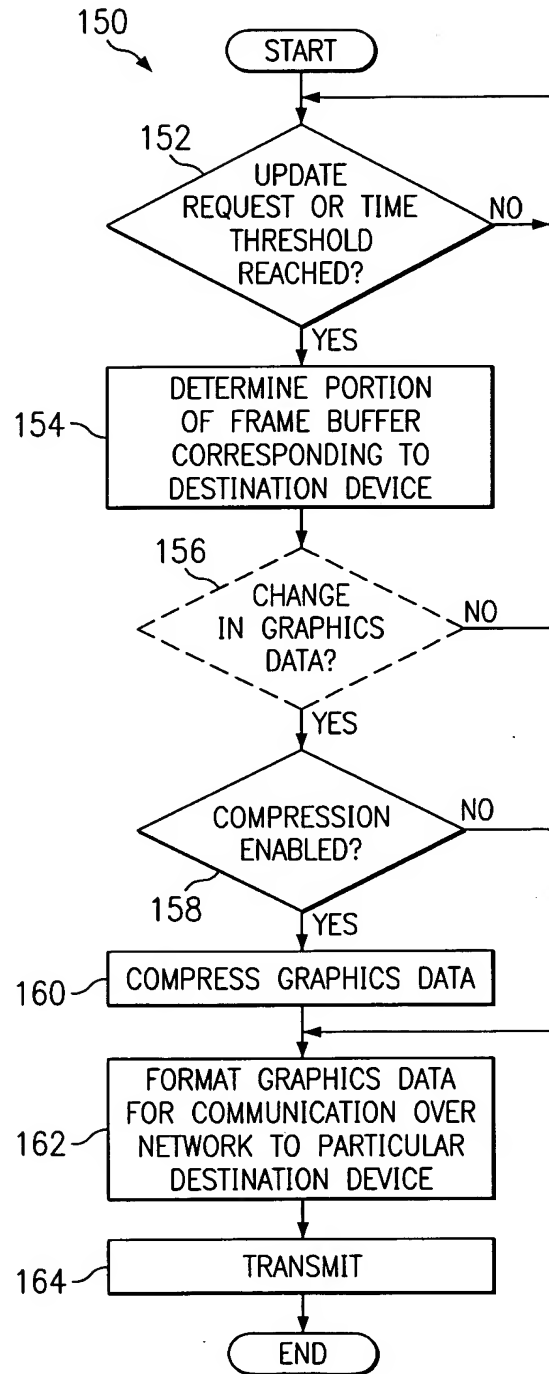 150
START
152
UPDATE
REQUEST OR TIME
THRESHOLD
REACHED?
NO
YES
154
DETERMINE PORTION
OF FRAME BUFFER
CORRESPONDING TO
DESTINATION DEVICE
156
CHANGE
IN GRAPHICS
DATA?
NO
YES
COMPRESSION
ENABLED?
NO
158
YES
160
COMPRESS GRAPHICS DATA
162
FORMAT GRAPHICS DATA
FOR COMMUNICATION OVER
NETWORK TO PARTICULAR
DESTINATION DEVICE
164
TRANSMIT
END